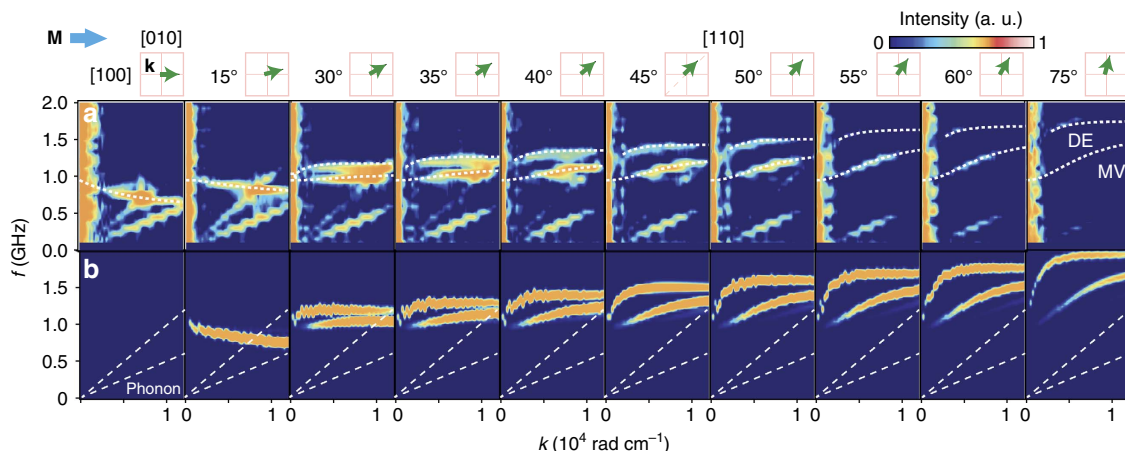 M [010] [110] Intensity (a. u.)
0 1
[100] k 15° 30° 35° 40° 45° 50° 55° 60° 75°
2.0 a
1.5 DE
1.0 MV
0.5
0.0
f (GHz)
b
1.5
1.0
0.5
Phonon
0
0 1 0 1 0 1 0 1 0 1 0 1 0 1 0 1 0 1 0 1
k (10⁴ rad cm⁻¹)